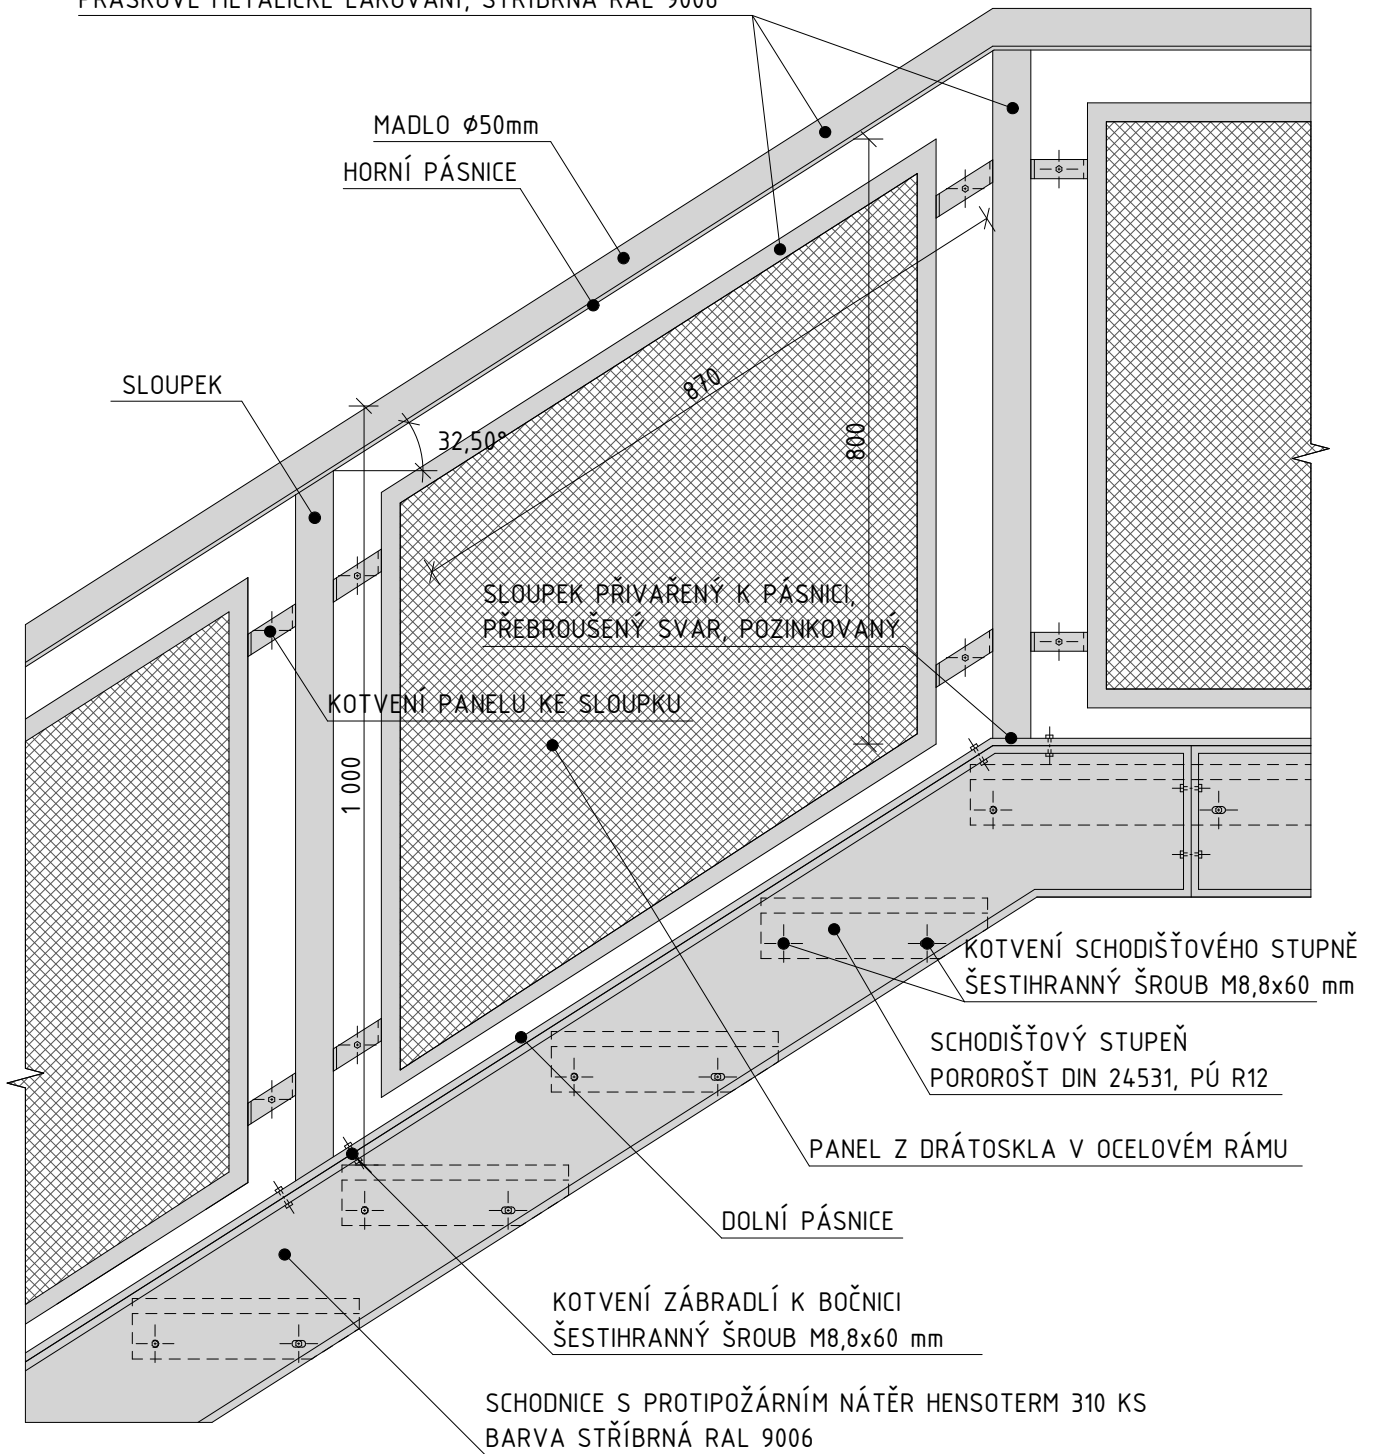 PRÁŠKOVÉ METALICKÉ LAKOVÁNÍ, STŘÍBRNÁ RAL 9006
MADLO Ø50mm
HORNÍ PÁSNICE
SLOUPEK
870
32,50°
800
SLOUPEK PŘIVAŘENÝ K PÁSNICI,
PŘEBROUŠENÝ SVAR, POZINKOVANÝ
KOTVENÍ PANELU KE SLOUPKU
1 000
KOTVENÍ SCHODIŠŤOVÉHO STUPNĚ
ŠESTIHRANNÝ ŠROUB M8,8x60 mm
SCHODIŠŤOVÝ STUPEŇ
POROROŠT DIN 24531, PÚ R12
PANEL Z DRÁTOSKLA V OCELOVÉM RÁMU
DOLNÍ PÁSNICE
KOTVENÍ ZÁBRADLÍ K BOČNICI
ŠESTIHRANNÝ ŠROUB M8,8x60 mm
SCHODNICE S PROTIPOŽÁRNÍM NÁTĚR HENSOTERM 310 KS
BARVA STŘÍBRNÁ RAL 9006